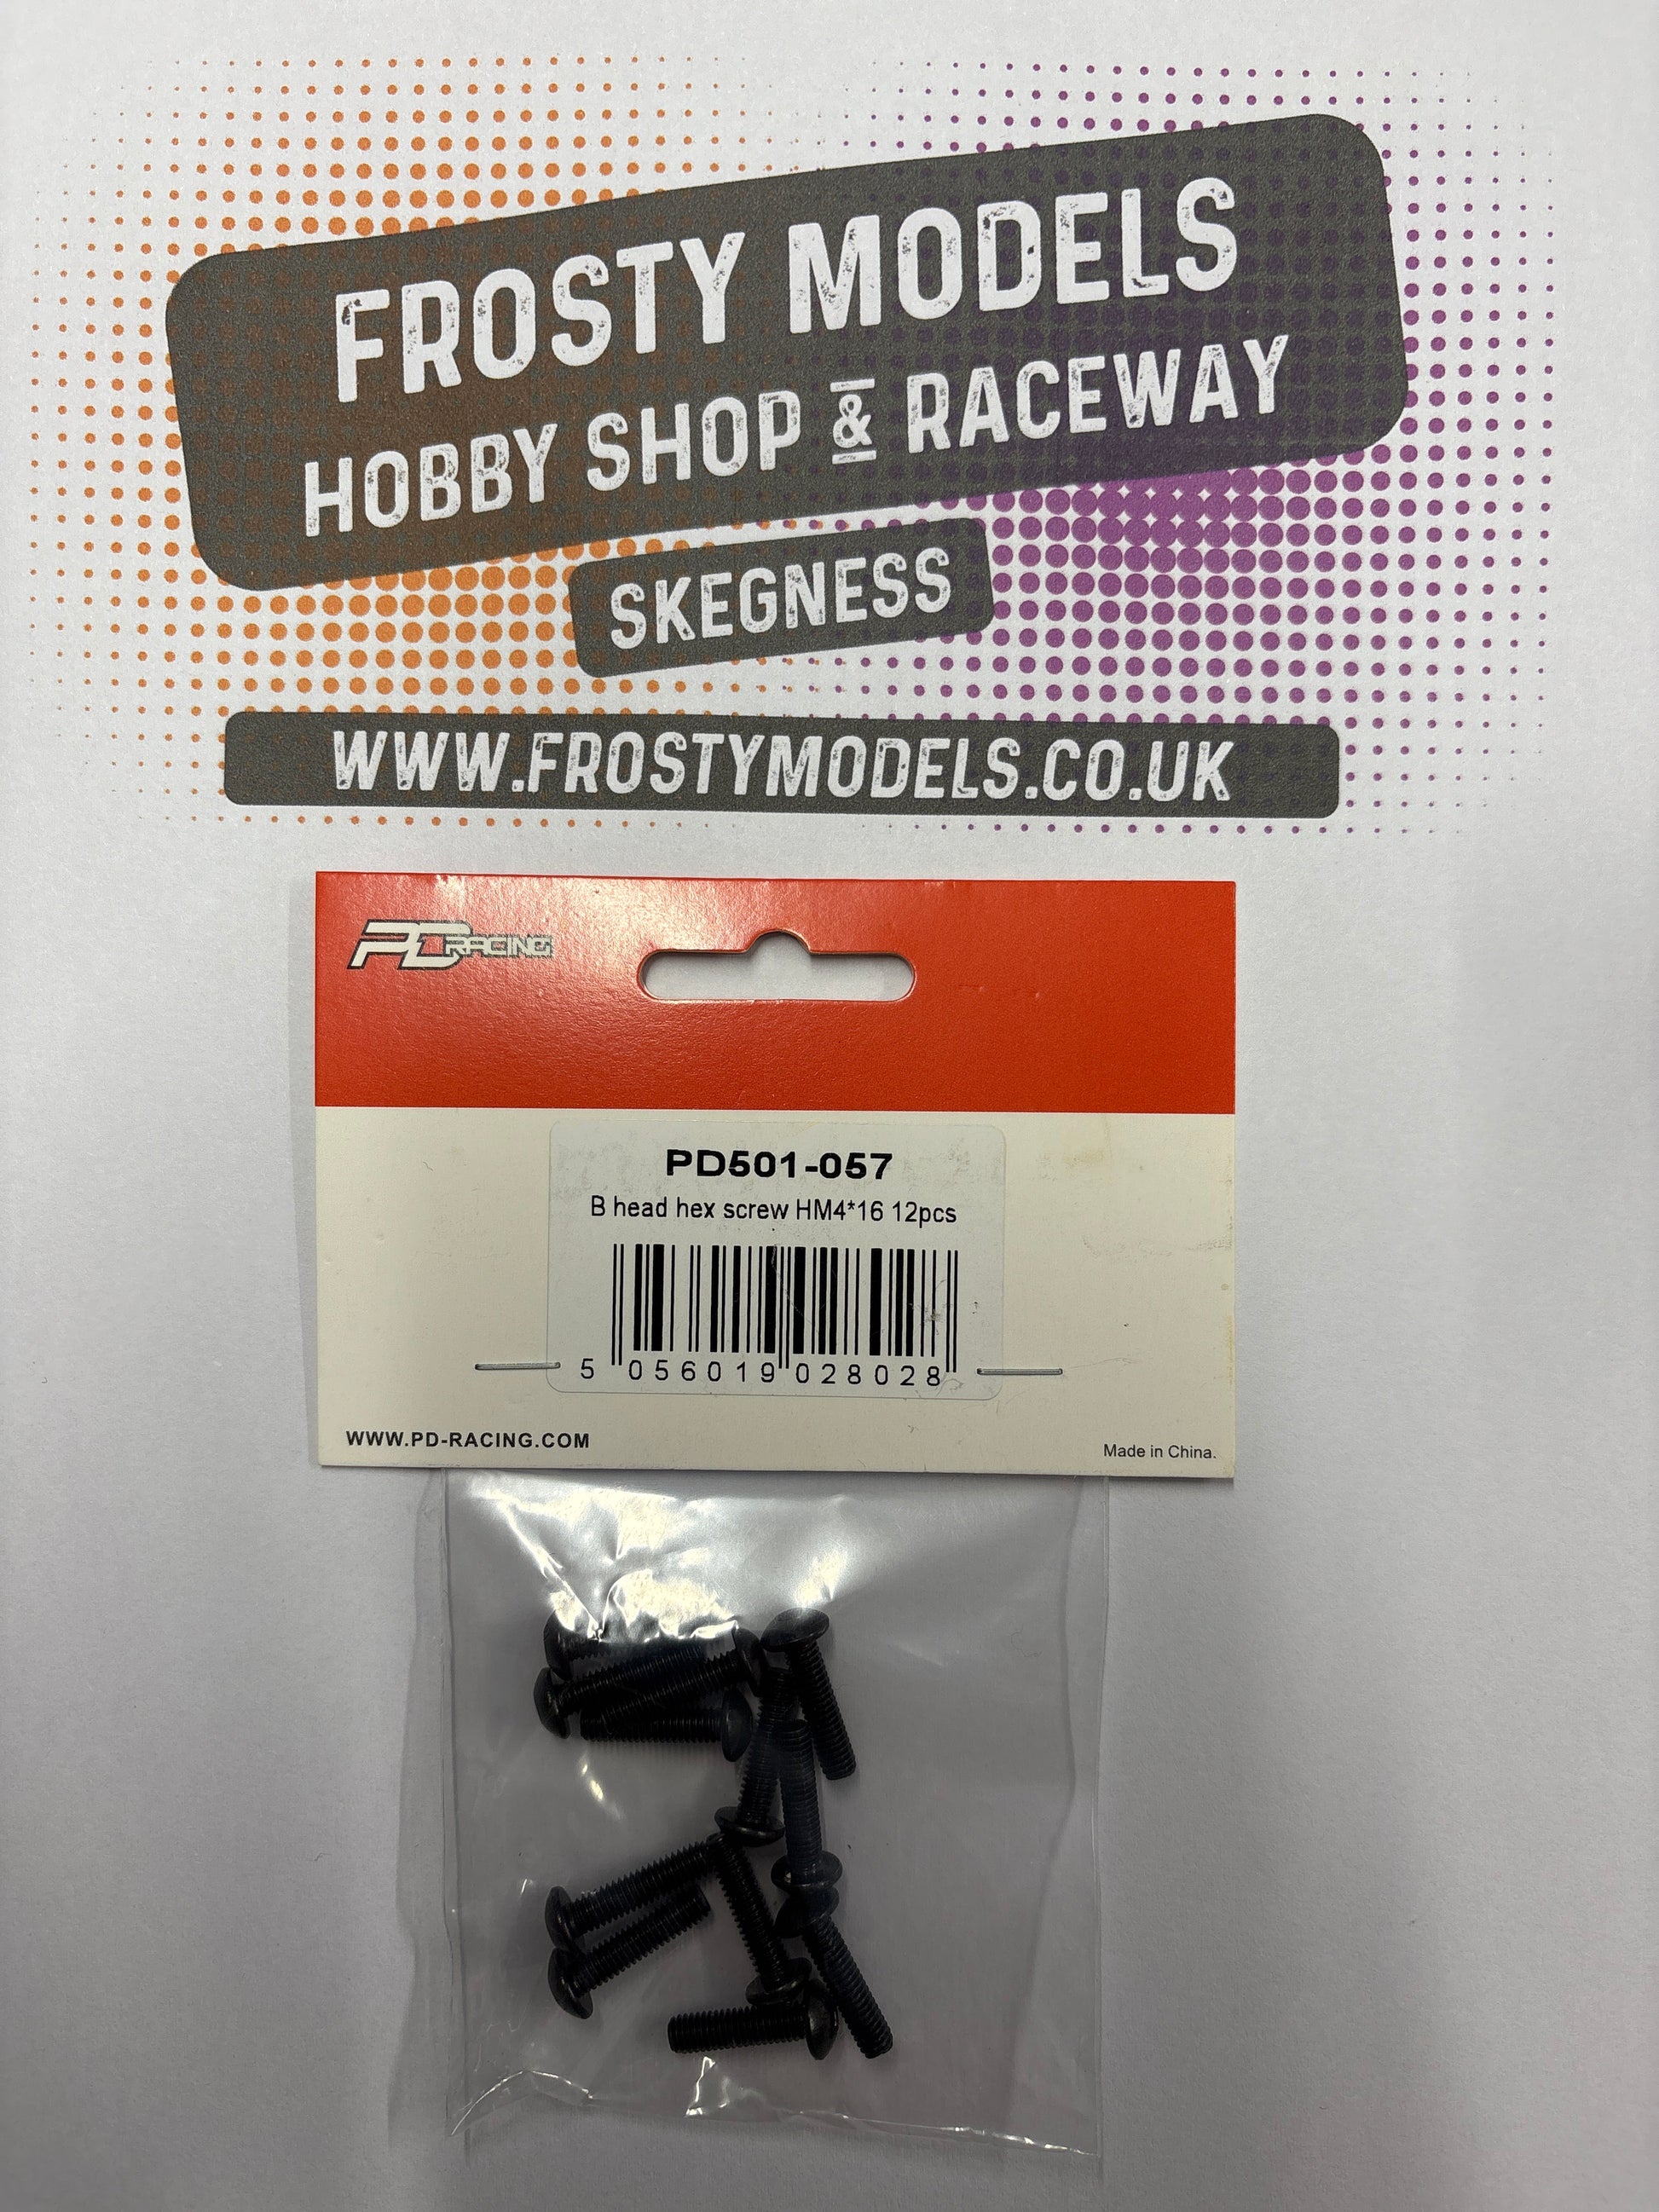 FROSTY MODELS
HOBBY SHOP & RACEWAY
SKEGNESS
WWW.FROSTYMODELS.CO.UK
PD RACING
PD501-057
B head hex screw HM4*16 12pcs
5 056019 028028
WWW.PD-RACING.COM
Made in China.